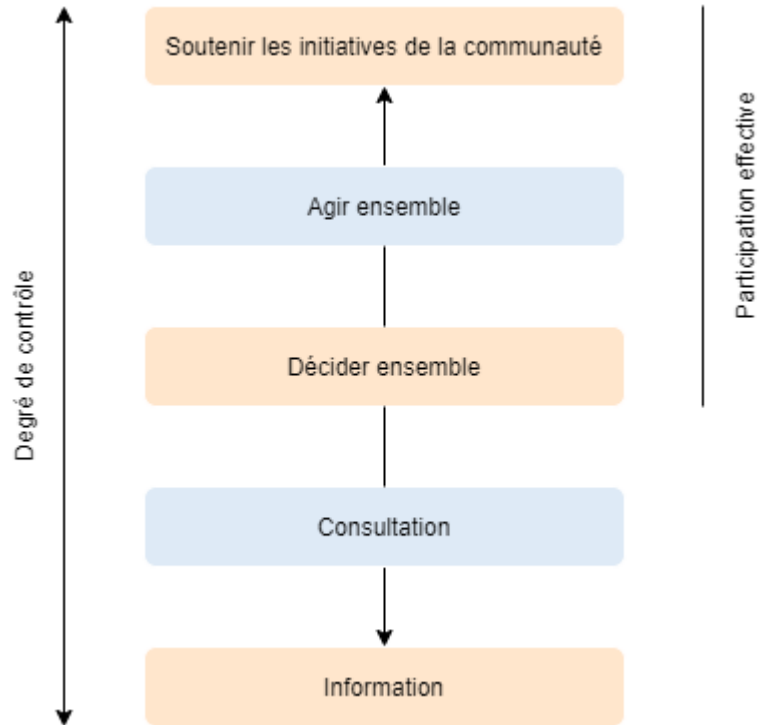 Soutenir les initiatives de la communauté
Agir ensemble
Décider ensemble
Consultation
Information
Degré de contrôle
Participation effective